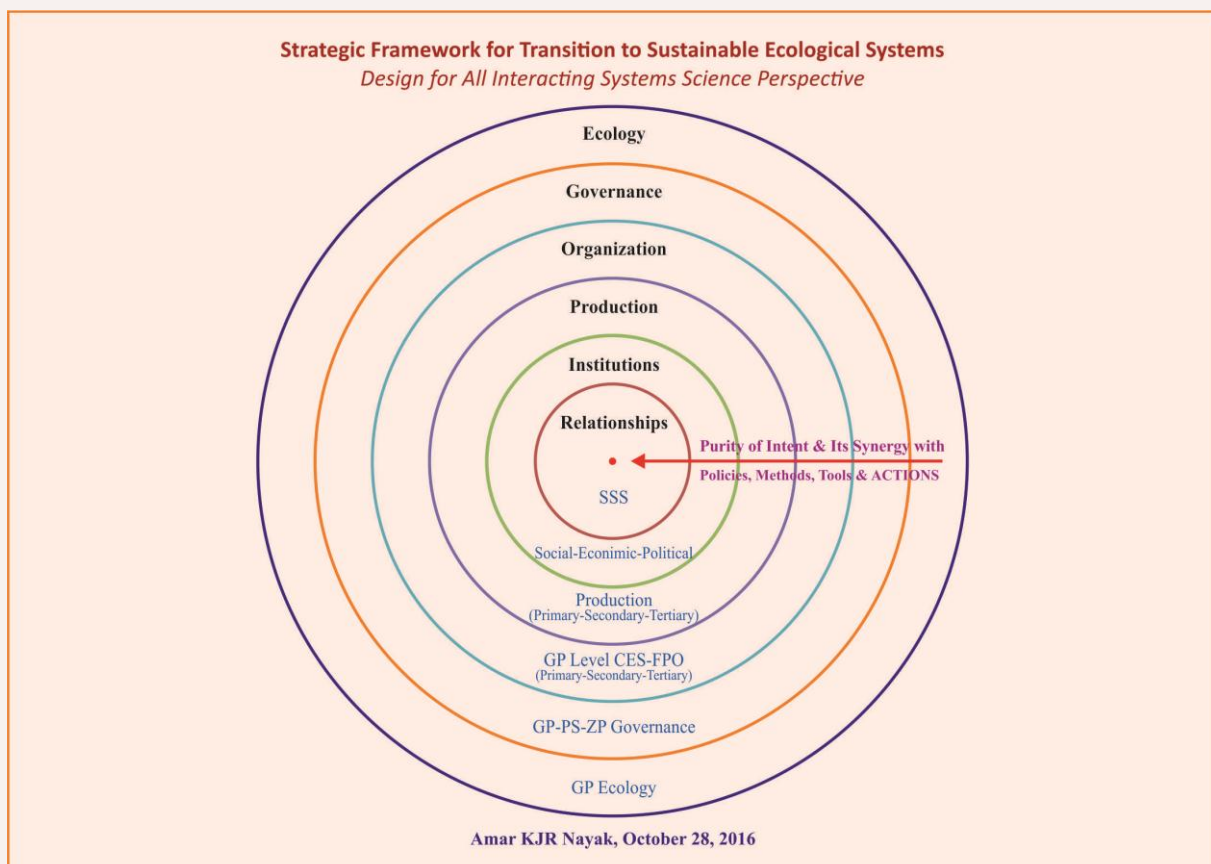 Strategic Framework for Transition to Sustainable Ecological Systems
Design for All Interacting Systems Science Perspective
Ecology
Governance
Organization
Production
Institutions
Relationships
Purity of Intent & Its Synergy with
Policies, Methods, Tools & ACTIONS
SSS
Social-Econimic-Political
Production
(Primary-Secondary-Tertiary)
GP Level CES-FPO
(Primary-Secondary-Tertiary)
GP-PS-ZP Governance
GP Ecology
Amar KJR Nayak, October 28, 2016